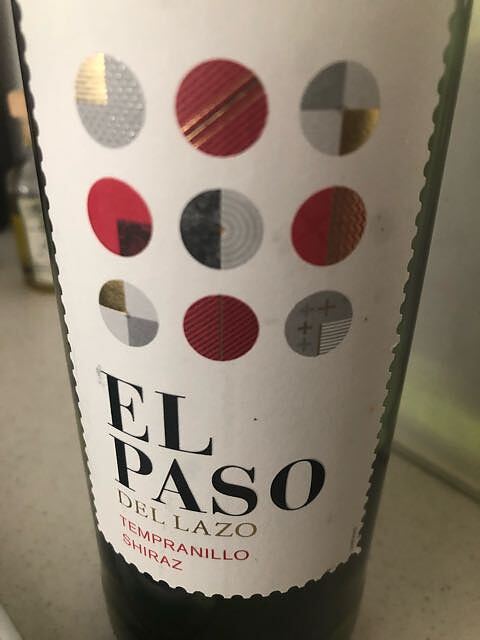 EL
PASO
DEL LAZO
TEMPRANILLO
SHIRAZ